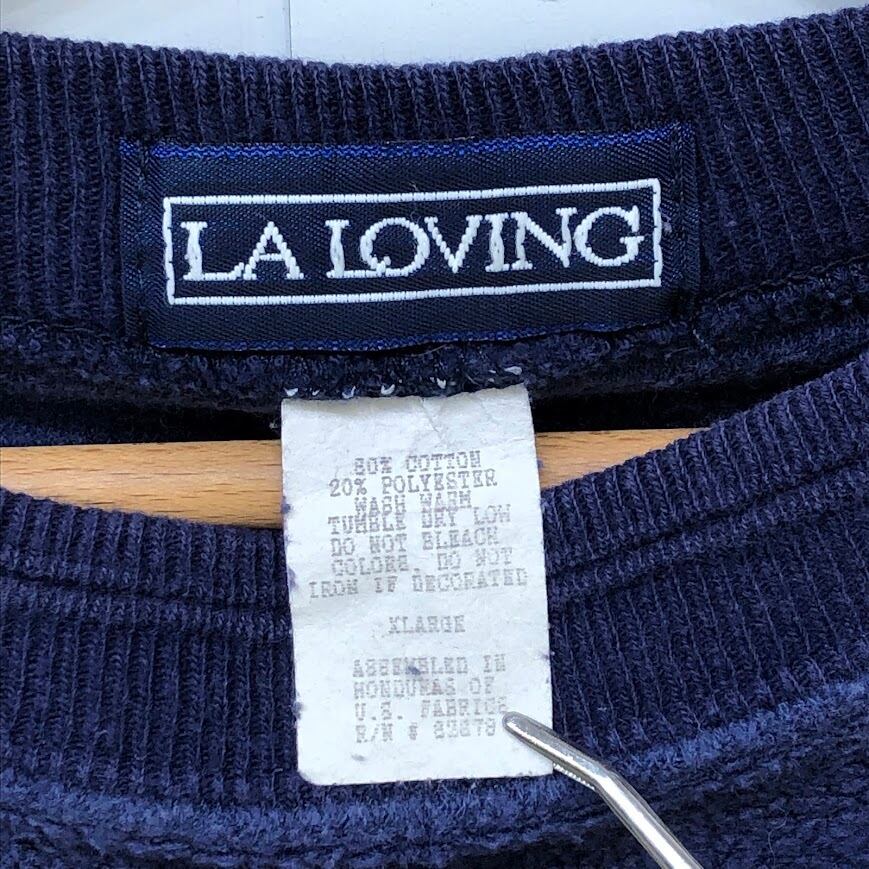 LA LOVING
80% COTTON
20% POLYESTER
WASH WARM
TUMBLE DRY LOW
DO NOT BLEACH
COLORS. DO NOT
IRON IF DECORATED
XLARGE
ASSEMBLED IN
HONDURAS OF
U.S. FABRICS
R/N #